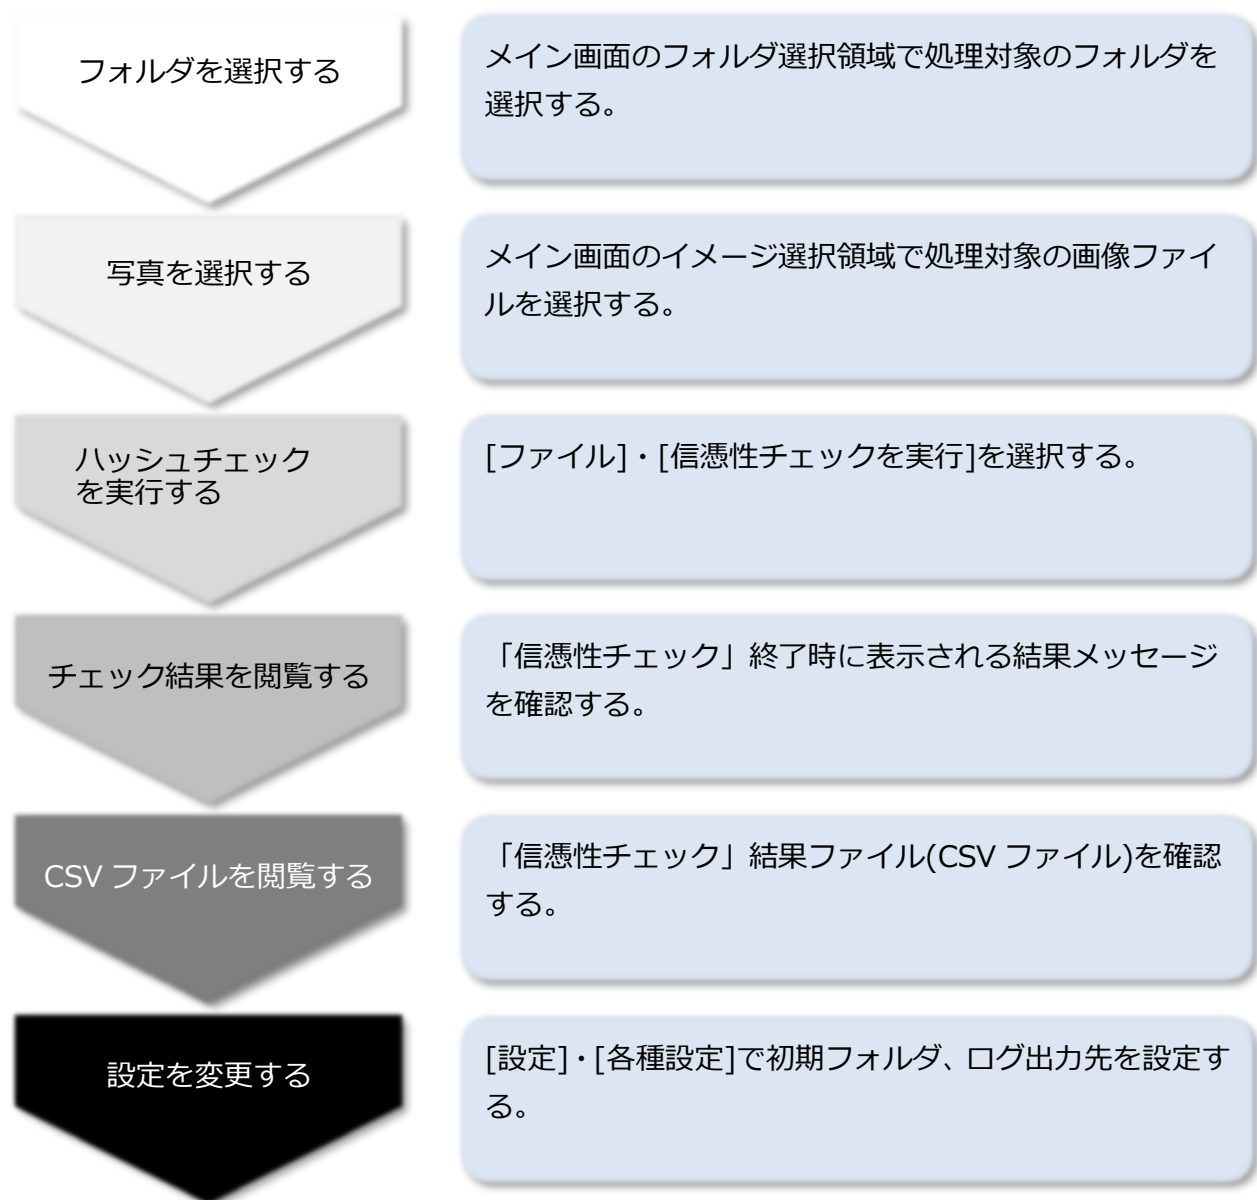 フォルダを選択する
メイン画面のフォルダ選択領域で処理対象のフォルダを
選択する。
写真を選択する
メイン画面のイメージ選択領域で処理対象の画像ファイ
ルを選択する。
ハッシュチェック
を実行する
[ファイル]・[信憑性チェックを実行]を選択する。
チェック結果を閲覧する
「信憑性チェック」終了時に表示される結果メッセージ
を確認する。
CSV ファイルを閲覧する
「信憑性チェック」結果ファイル(CSV ファイル)を確認
する。
設定を変更する
[設定]・[各種設定]で初期フォルダ、ログ出力先を設定す
る。